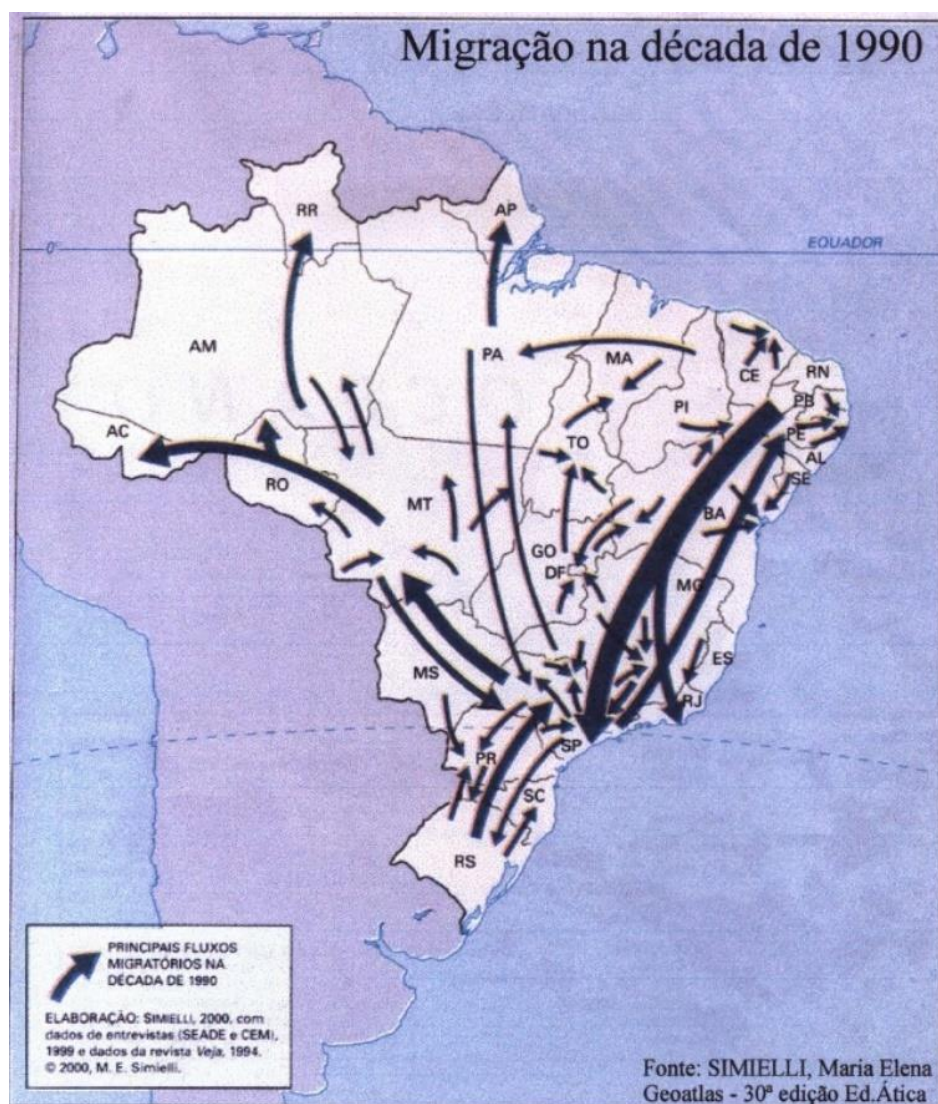 Migração na década de 1990
RR
AP
0°
EQUADOR
AM
PA
MA
CE
RN
PB
PI
PE
AC
TO
AL
SE
RO
MT
BA
GO
DF
MG
MS
ES
RJ
SP
PR
SC
RS
PRINCIPAIS FLUXOS
MIGRATÓRIOS NA
DÉCADA DE 1990
ELABORAÇÃO: SIMIELLI, 2000, com
dados de entrevistas (SEADE e CEM),
1999 e dados da revista Veja, 1994.
© 2000, M. E. Simielli.
Fonte: SIMIELLI, Maria Elena
Geoatlas - 30ª edição Ed.Ática